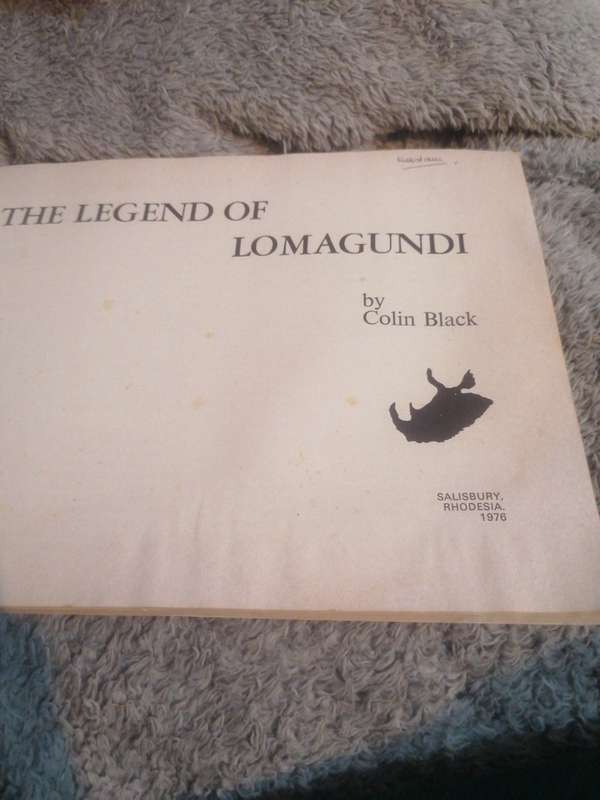 THE LEGEND OF
LOMAGUNDI
by
Colin Black
SALISBURY,
RHODESIA.
1976